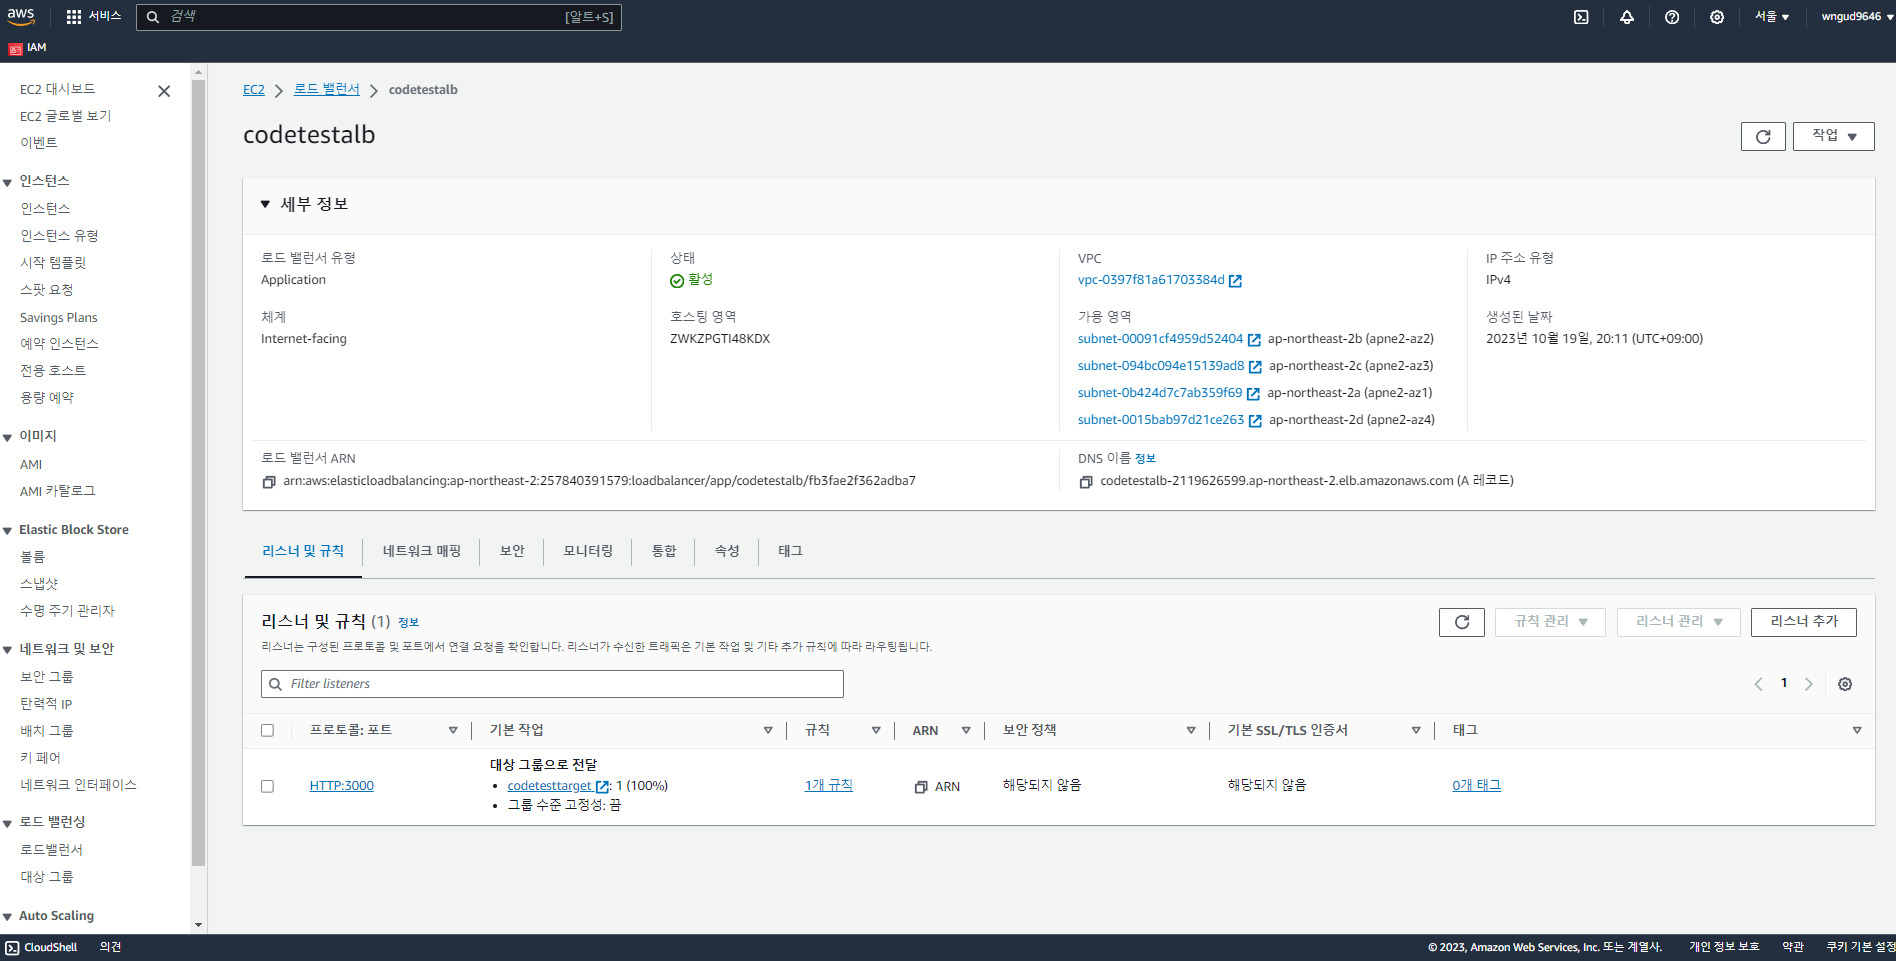 aws
서비스
검색
[알트+S]
서울
wngud9646
IAM
EC2 대시보드
EC2 글로벌 보기
이벤트
인스턴스
인스턴스
인스턴스 유형
시작 템플릿
스팟 요청
Savings Plans
예약 인스턴스
전용 호스트
용량 예약
이미지
AMI
AMI 카탈로그
Elastic Block Store
볼륨
스냅샷
수명 주기 관리자
네트워크 및 보안
보안 그룹
탄력적 IP
배치 그룹
키 페어
네트워크 인터페이스
로드 밸런싱
로드밸런서
대상 그룹
Auto Scaling
EC2 > 로드 밸런서 > codetestalb
codetestalb
작업
세부 정보
로드 밸런서 유형
Application
상태
활성
VPC
vpc-0397f81a61703384d
IP 주소 유형
IPv4
체계
Internet-facing
호스팅 영역
ZWKZPGTI48KDX
가용 영역
subnet-00091cf4959d52404 ap-northeast-2b (apne2-az2)
subnet-094bc094e15139ad8 ap-northeast-2c (apne2-az3)
subnet-0b424d7c7ab359f69 ap-northeast-2a (apne2-az1)
subnet-0015bab97d21ce263 ap-northeast-2d (apne2-az4)
생성된 날짜
2023년 10월 19일, 20:11 (UTC+09:00)
로드 밸런서 ARN
arn:aws:elasticloadbalancing:ap-northeast-2:257840391579:loadbalancer/app/codetestalb/fb3fae2f362adba7
DNS 이름 정보
codetestalb-2119626599.ap-northeast-2.elb.amazonaws.com (A 레코드)
리스너 및 규칙
네트워크 매핑
보안
모니터링
통합
속성
태그
리스너 및 규칙 (1) 정보
규칙 관리
리스너 관리
리스너 추가
리스너는 구성된 프로토콜 및 포트에서 연결 요청을 확인합니다. 리스너가 수신한 트래픽은 기본 작업 및 기타 추가 규칙에 따라 라우팅됩니다.
Filter listeners
1
프로토콜: 포트
기본 작업
규칙
ARN
보안 정책
기본 SSL/TLS 인증서
태그
HTTP:3000
대상 그룹으로 전달
• codetesttarget : 1 (100%)
• 그룹 수준 고정성: 끔
1개 규칙
ARN
해당되지 않음
해당되지 않음
0개 태그
CloudShell
의견
© 2023, Amazon Web Services, Inc. 또는 계열사.
개인 정보 보호
약관
쿠키 기본 설정